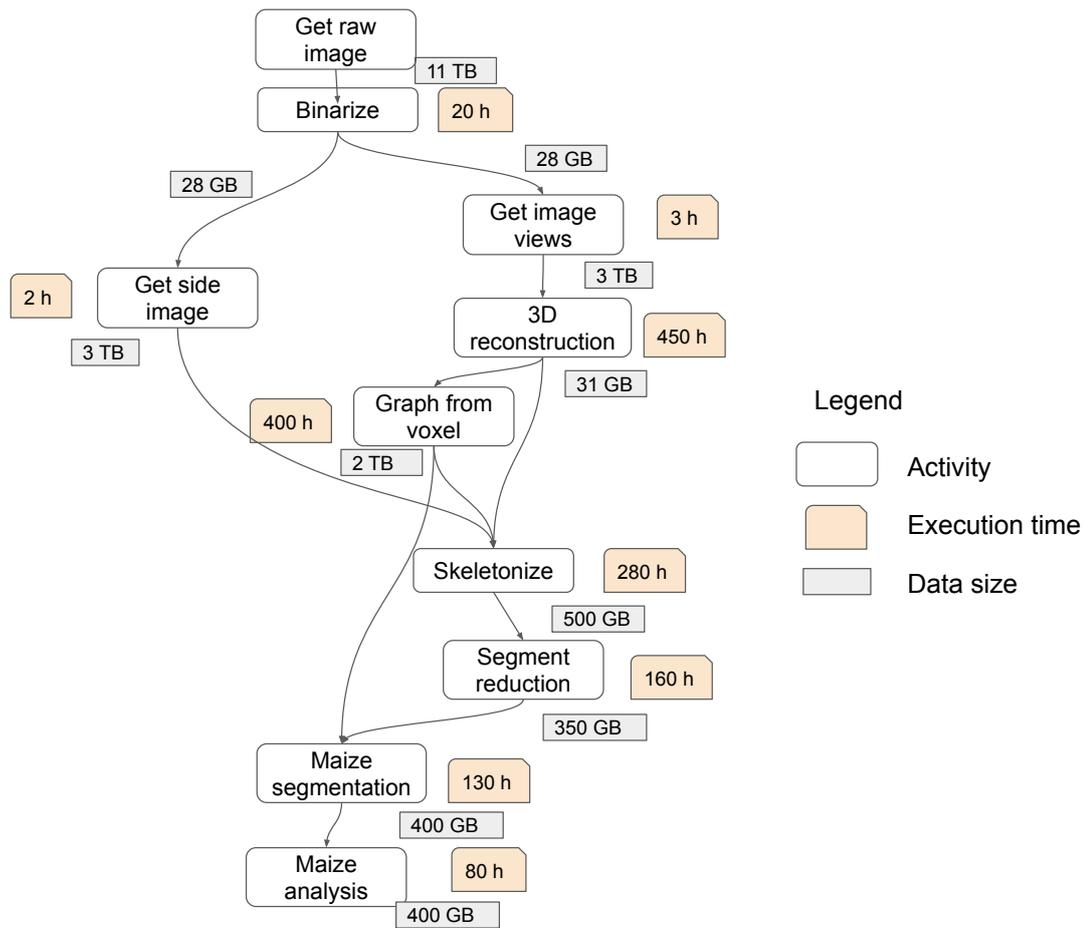 Get raw
image
11 TB
Binarize
20 h
28 GB
28 GB
Get image
views
3 h
3 TB
Get side
image
2 h
3 TB
3D
reconstruction
450 h
31 GB
Graph from
voxel
400 h
2 TB
Skeletonize
280 h
500 GB
Segment
reduction
160 h
350 GB
Maize
segmentation
130 h
400 GB
Maize
analysis
80 h
400 GB
Legend
Activity
Execution time
Data size